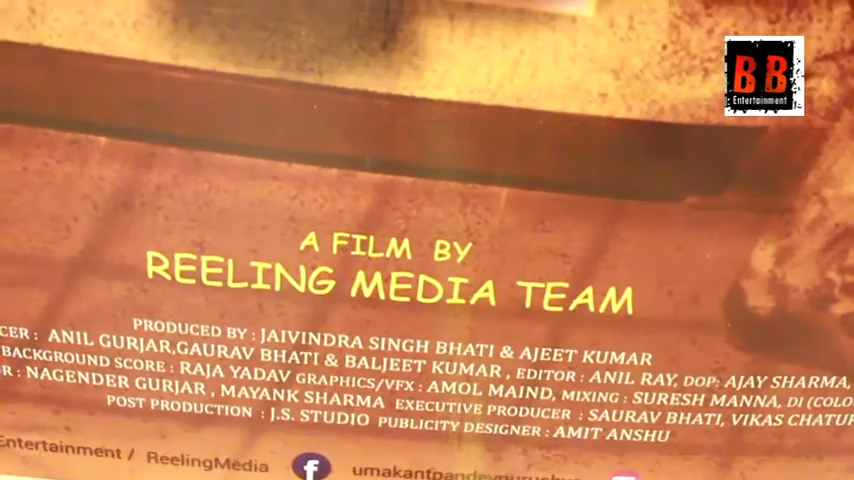 BB
Entertainment
A FILM BY
REELING MEDIA TEAM
PRODUCED BY : JAIVINDRA SINGH BHATI & AJEET KUMAR
CER : ANIL GURJAR,GAURAV BHATI & BALJEET KUMAR , EDITOR : ANIL RAY, DOP: AJAY SHARMA,
BACKGROUND SCORE : RAJA YADAV GRAPHICS/VFX : AMOL MAIND, MIXING : SURESH MANNA, DI (COLO
R : NAGENDER GURJAR , MAYANK SHARMA EXECUTIVE PRODUCER : SAURAV BHATI, VIKAS CHATUR
POST PRODUCTION : J.S. STUDIO PUBLICITY DESIGNER : AMIT ANSHU
Entertainment / ReelingMedia f